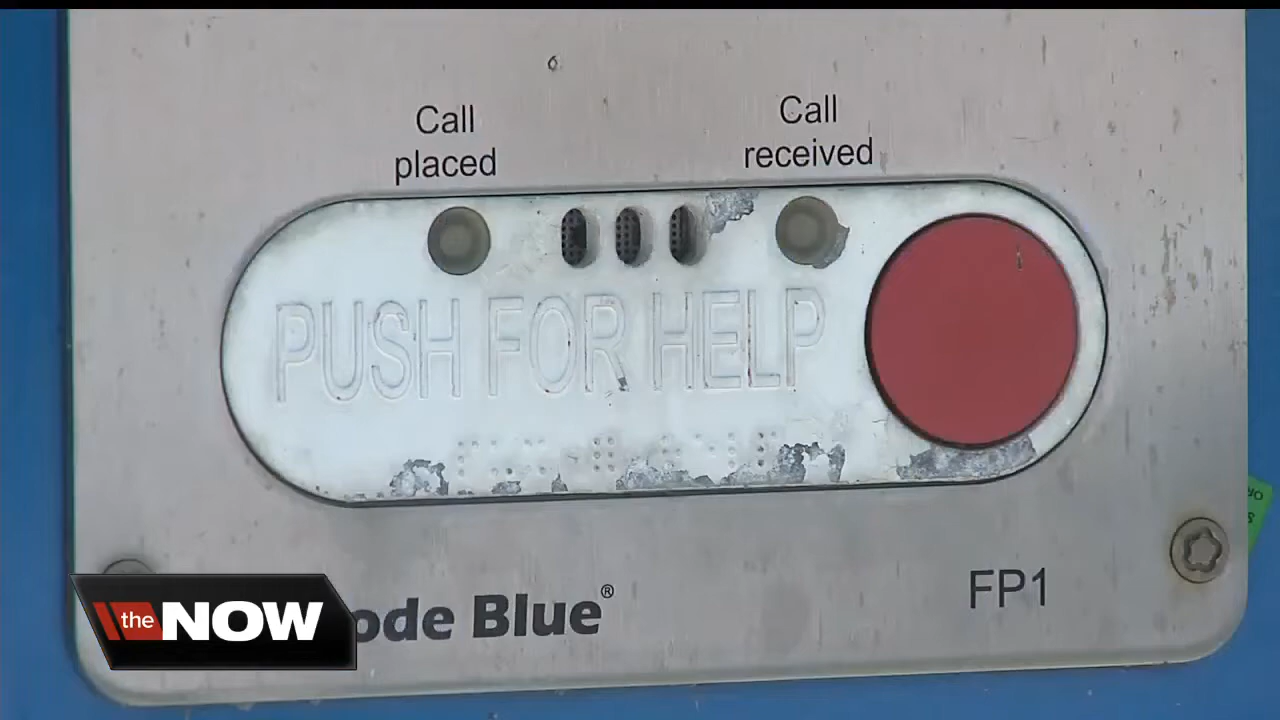 Call
placed
Call
received
PUSH FOR HELP
ode Blue®
FP1
the NOW